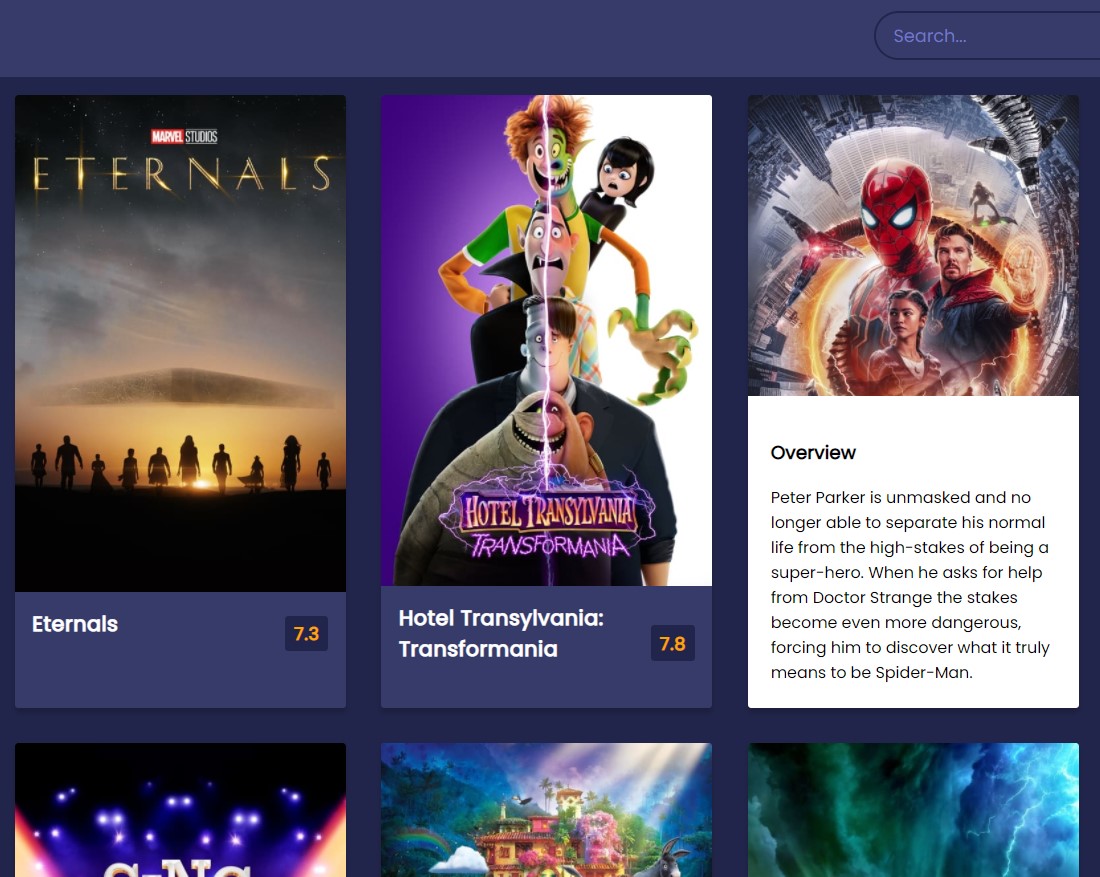 Search...
MARVEL STUDIOS
ETERNALS
HOTEL TRANSYLVANIA
TRANSFORMANIA
Eternals
7.3
Hotel Transylvania:
Transformania
7.8
Overview
Peter Parker is unmasked and no
longer able to separate his normal
life from the high-stakes of being a
super-hero. When he asks for help
from Doctor Strange the stakes
become even more dangerous,
forcing him to discover what it truly
means to be Spider-Man.